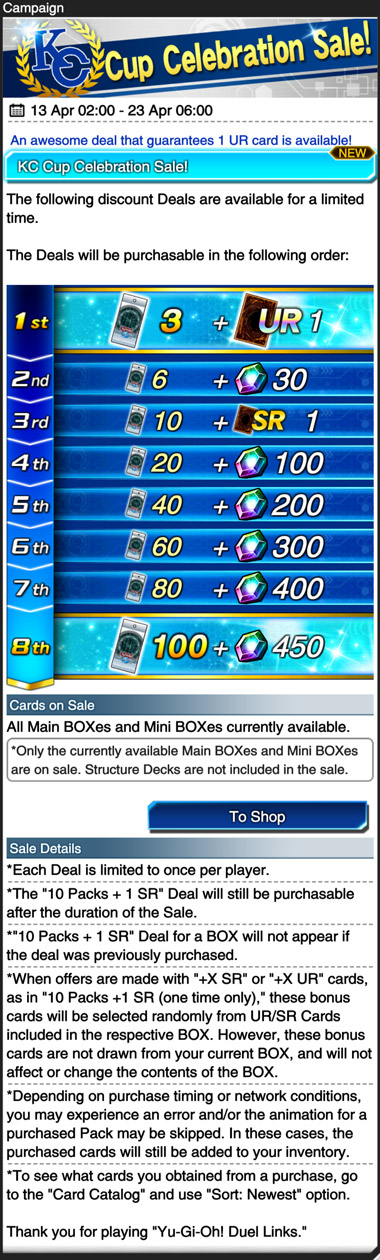 Campaign
KC Cup Celebration Sale!
13 Apr 02:00 - 23 Apr 06:00
An awesome deal that guarantees 1 UR card is available!
NEW
KC Cup Celebration Sale!
The following discount Deals are available for a limited
time.
The Deals will be purchasable in the following order:
1st 3 + UR 1
2nd 6 + 30
3rd 10 + SR 1
4th 20 + 100
5th 40 + 200
6th 60 + 300
7th 80 + 400
8th 100 + 450
Cards on Sale
All Main BOXes and Mini BOXes currently available.
*Only the currently available Main BOXes and Mini BOXes
are on sale. Structure Decks are not included in the sale.
To Shop
Sale Details
*Each Deal is limited to once per player.
*The "10 Packs + 1 SR" Deal will still be purchasable
after the duration of the Sale.
*"10 Packs + 1 SR" Deal for a BOX will not appear if
the deal was previously purchased.
*When offers are made with "+X SR" or "+X UR" cards,
as in "10 Packs +1 SR (one time only)," these bonus
cards will be selected randomly from UR/SR Cards
included in the respective BOX. However, these bonus
cards are not drawn from your current BOX, and will not
affect or change the contents of the BOX.
*Depending on purchase timing or network conditions,
you may experience an error and/or the animation for a
purchased Pack may be skipped. In these cases, the
purchased cards will still be added to your inventory.
*To see what cards you obtained from a purchase, go
to the "Card Catalog" and use "Sort: Newest" option.
Thank you for playing "Yu-Gi-Oh! Duel Links."